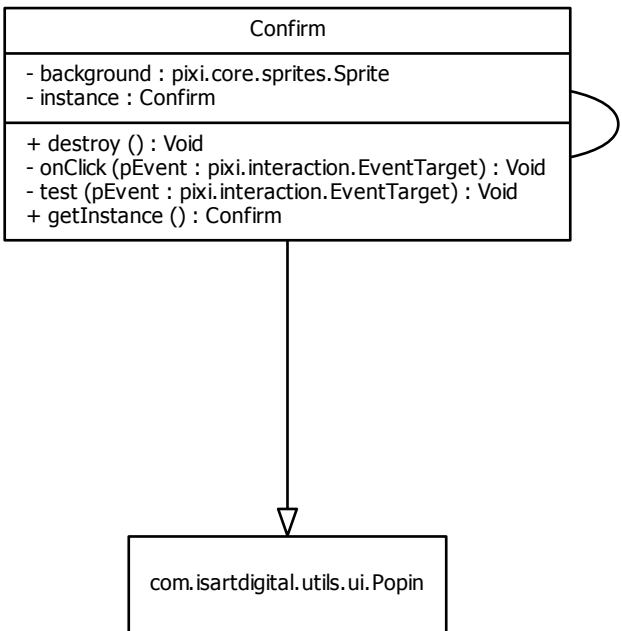 Confirm
- background : pixi.core.sprites.Sprite
- instance : Confirm
+ destroy () : Void
- onClick (pEvent : pixi.interaction.EventTarget) : Void
- test (pEvent : pixi.interaction.EventTarget) : Void
+ getInstance () : Confirm
com.isartdigital.utils.ui.Popin